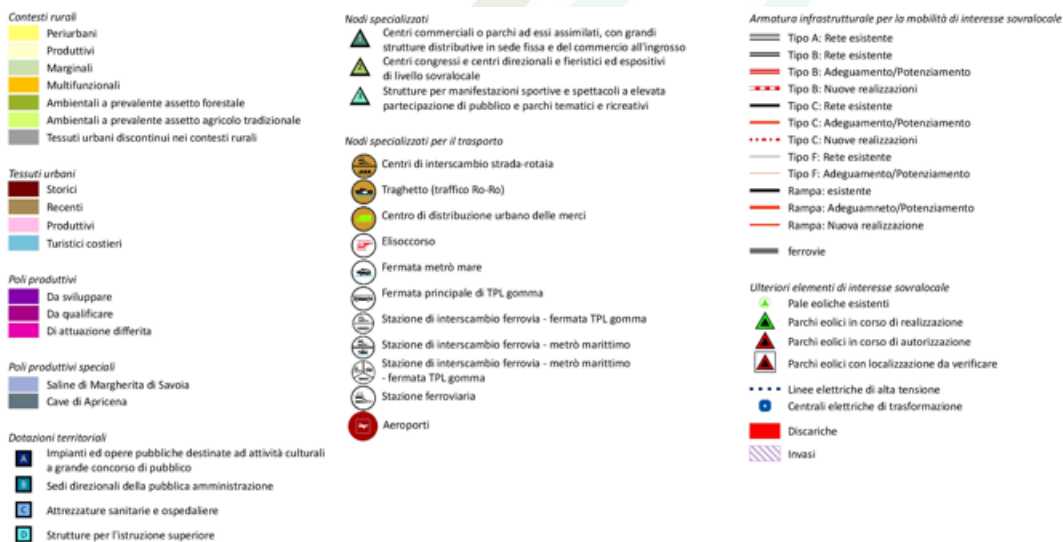 Contesti rurali
Periurbani
Produttivi
Marginali
Multifunzionali
Ambientali a prevalente assetto forestale
Ambientali a prevalente assetto agricolo tradizionale
Tessuti urbani discontinui nei contesti rurali
Tessuti urbani
Storici
Recenti
Produttivi
Turistici costieri
Poli produttivi
Da sviluppare
Da qualificare
Di attuazione differita
Poli produttivi speciali
Saline di Margherita di Savoia
Cave di Apricena
Dotazioni territoriali
A
Impianti ed opere pubbliche destinate ad attività culturali
a grande concorso di pubblico
B
Sedi direzionali della pubblica amministrazione
C
Attrezzature sanitarie e ospedaliere
D
Strutture per l'istruzione superiore
Nodi specializzati
Centri commerciali o parchi ad essi assimilati, con grandi
strutture distributive in sede fissa e del commercio all'ingrosso
Centri congressi e centri direzionali e fieristici ed espositivi
di livello sovralocale
Strutture per manifestazioni sportive e spettacoli a elevata
partecipazione di pubblico e parchi tematici e ricreativi
Nodi specializzati per il trasporto
Centri di interscambio strada-rotaia
Traghetto (traffico Ro-Ro)
Centro di distribuzione urbano delle merci
Elisoccorso
Fermata metrò mare
Fermata principale di TPL gomma
Stazione di interscambio ferrovia - fermata TPL gomma
Stazione di interscambio ferrovia - metrò marittimo
Stazione di interscambio ferrovia - metrò marittimo
- fermata TPL gomma
Stazione ferroviaria
Aeroporti
Armatura infrastrutturale per la mobilità di interesse sovralocale
Tipo A: Rete esistente
Tipo B: Rete esistente
Tipo B: Adeguamento/Potenziamento
Tipo B: Nuove realizzazioni
Tipo C: Rete esistente
Tipo C: Adeguamento/Potenziamento
Tipo C: Nuove realizzazioni
Tipo F: Rete esistente
Tipo F: Adeguamento/Potenziamento
Rampa: esistente
Rampa: Adeguamneto/Potenziamento
Rampa: Nuova realizzazione
ferrovie
Ulteriori elementi di interesse sovralocale
Pale eoliche esistenti
Parchi eolici in corso di realizzazione
Parchi eolici in corso di autorizzazione
Parchi eolici con localizzazione da verificare
Linee elettriche di alta tensione
Centrali elettriche di trasformazione
Discariche
Invasi